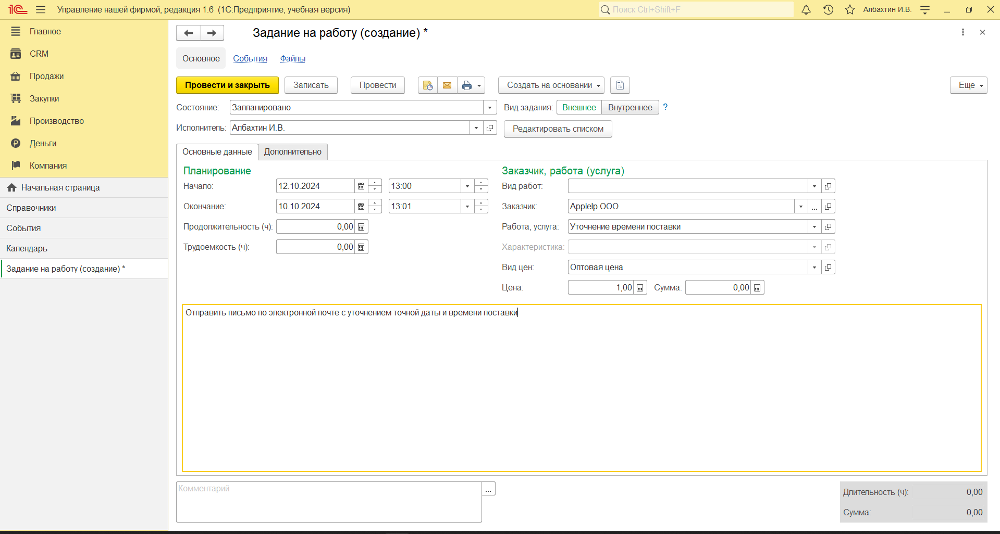 1С Управление нашей фирмой, редакция 1.6 (1С:Предприятие, учебная версия) Поиск Ctrl+Shift+F Албахтин И.В.
Главное
CRM
Продажи
Закупки
Производство
Деньги
Компания
Начальная страница
Справочники
События
Календарь
Задание на работу (создание) *
Задание на работу (создание) *
Основное События Файлы
Провести и закрыть Записать Провести Создать на основании Еще
Состояние: Запланировано Вид задания: Внешнее Внутреннее ?
Исполнитель: Албахтин И.В. Редактировать списком
Основные данные Дополнительно
Планирование
Начало: 12.10.2024 13:00
Окончание: 10.10.2024 13:01
Продолжительность (ч): 0,00
Трудоемкость (ч): 0,00
Заказчик, работа (услуга)
Вид работ:
Заказчик: Applelp ООО ...
Работа, услуга: Уточнение времени поставки
Характеристика:
Вид цен: Оптовая цена
Цена: 1,00 Сумма: 0,00
Отправить письмо по электронной почте с уточнением точной даты и времени поставки
Комментарий ...
Длительность (ч): 0,00
Сумма: 0,00